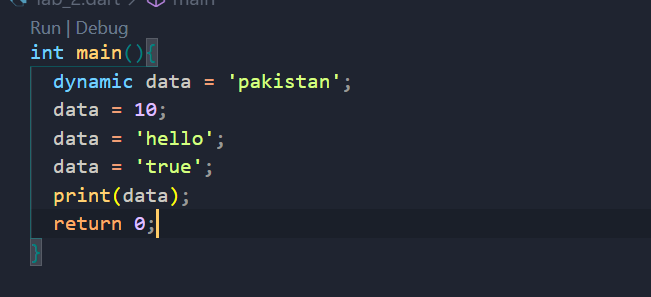 lab_2.dart main
Run | Debug
int main(){
dynamic data = 'pakistan';
data = 10;
data = 'hello';
data = 'true';
print(data);
return 0;
}